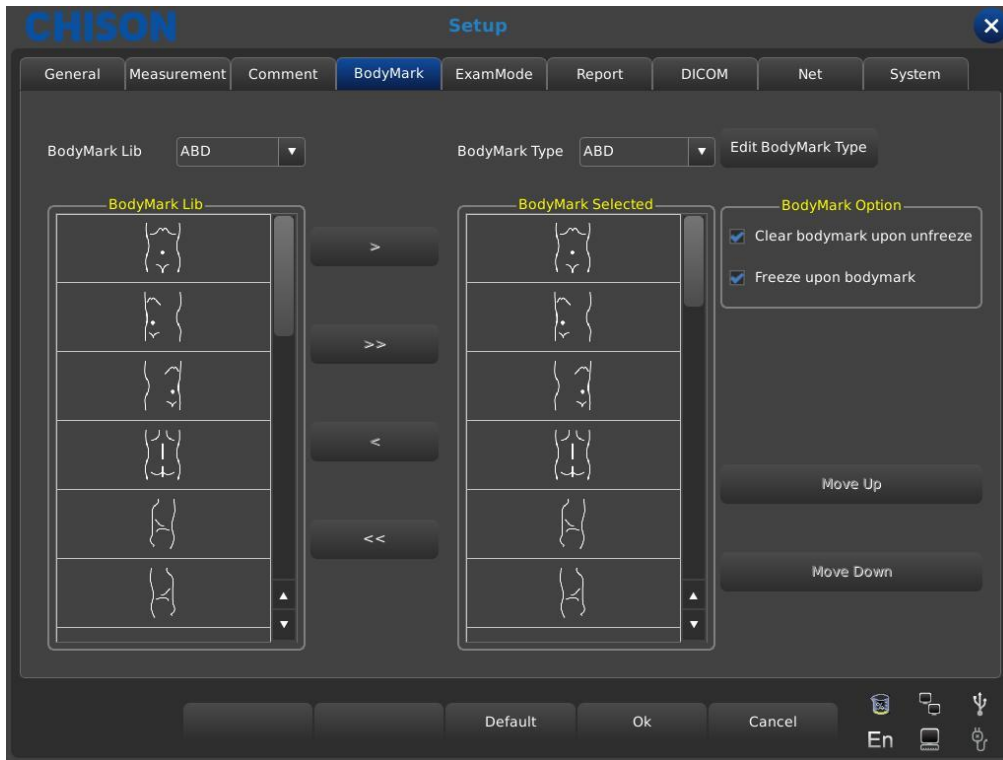 CHISON
Setup
General Measurement Comment BodyMark ExamMode Report DICOM Net System
BodyMark Lib ABD BodyMark Type ABD Edit BodyMark Type
BodyMark Lib BodyMark Selected BodyMark Option
> Clear bodymark upon unfreeze
Freeze upon bodymark
>>
<
Move Up
<<
Move Down
Default Ok Cancel
En